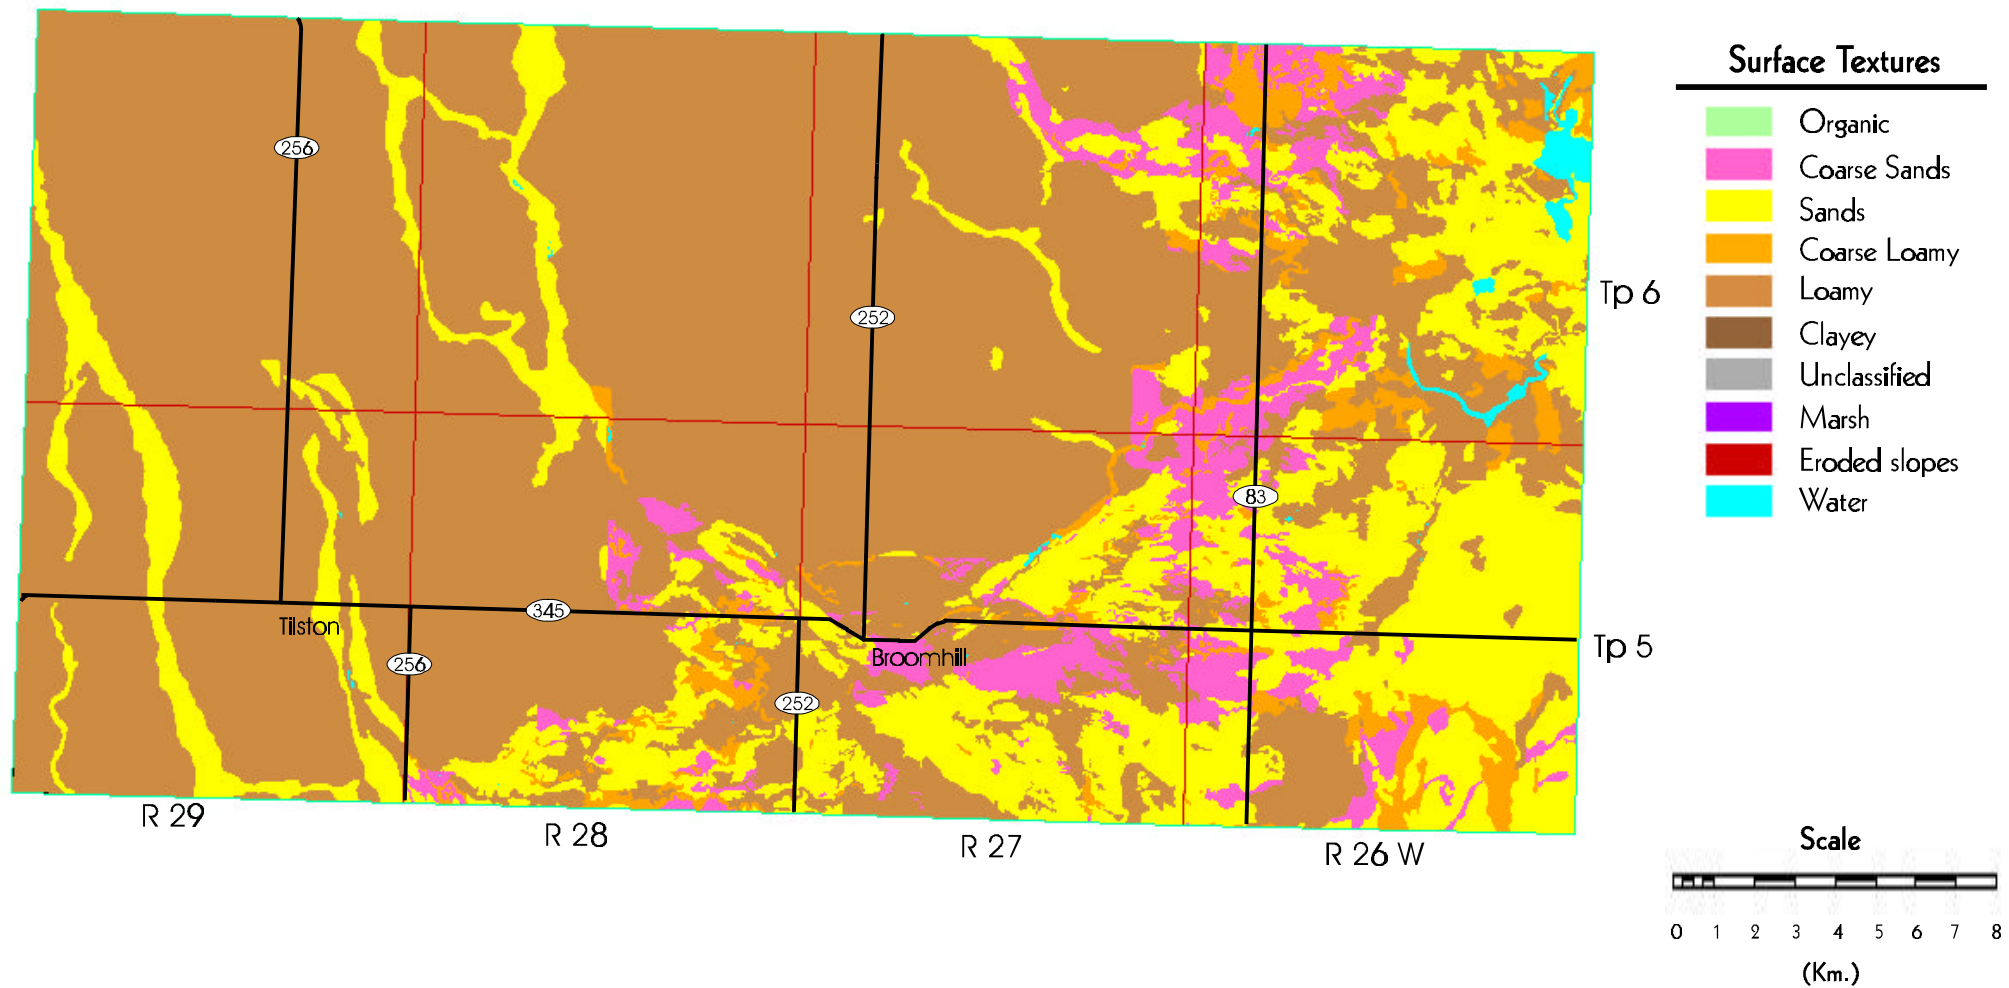 Surface Textures
Organic
Coarse Sands
Sands
Coarse Loamy
Loamy
Clayey
Unclassified
Marsh
Eroded slopes
Water
256
252
83
345
256
252
Tilston
Broomhill
Tp 6
Tp 5
R 29
R 28
R 27
R 26 W
Scale
0 1 2 3 4 5 6 7 8
(Km.)